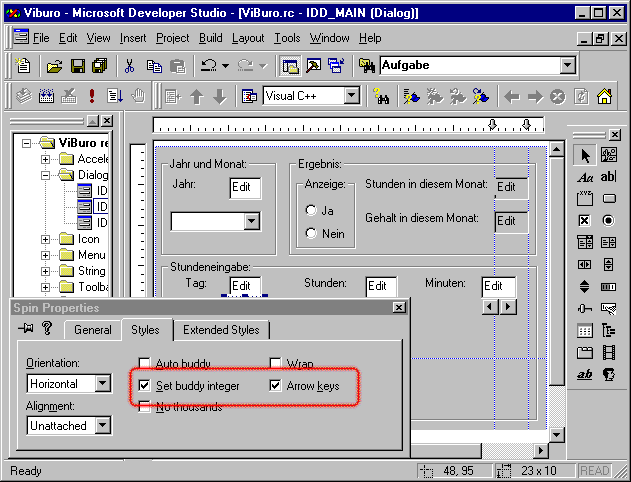 Viburo - Microsoft Developer Studio - [ViBuro.rc - IDD_MAIN (Dialog)]
File Edit View Insert Project Build Layout Tools Window Help
Aufgabe
Visual C++
ViBuro re
Accele
Dialog
ID
ID
ID
Icon
Menu
String
Toolba
Jahr und Monat:
Jahr: Edit
Ergebnis:
Anzeige:
Ja
Nein
Stunden in diesem Monat: Edit
Gehalt in diesem Monat: Edit
Stundeneingabe:
Tag: Edit Stunden: Edit Minuten: Edit
Aa ab|
xyz
ab
Spin Properties
General Styles Extended Styles
Orientation:
Horizontal
Alignment:
Unattached
Auto buddy Wrap
Set buddy integer Arrow keys
No thousands
Ready 48, 95 23 x 10 READ